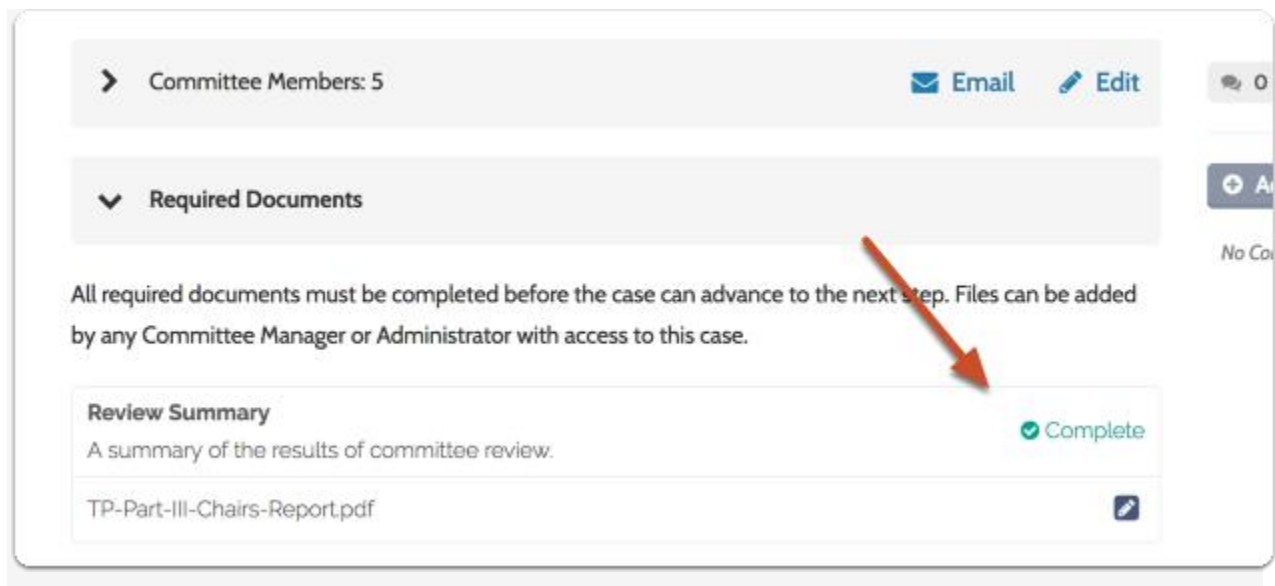 Committee Members: 5
Email
Edit
0
Required Documents
No
All required documents must be completed before the case can advance to the next step. Files can be added
by any Committee Manager or Administrator with access to this case.
Review Summary
A summary of the results of committee review.
Complete
TP-Part-III-Chairs-Report.pdf